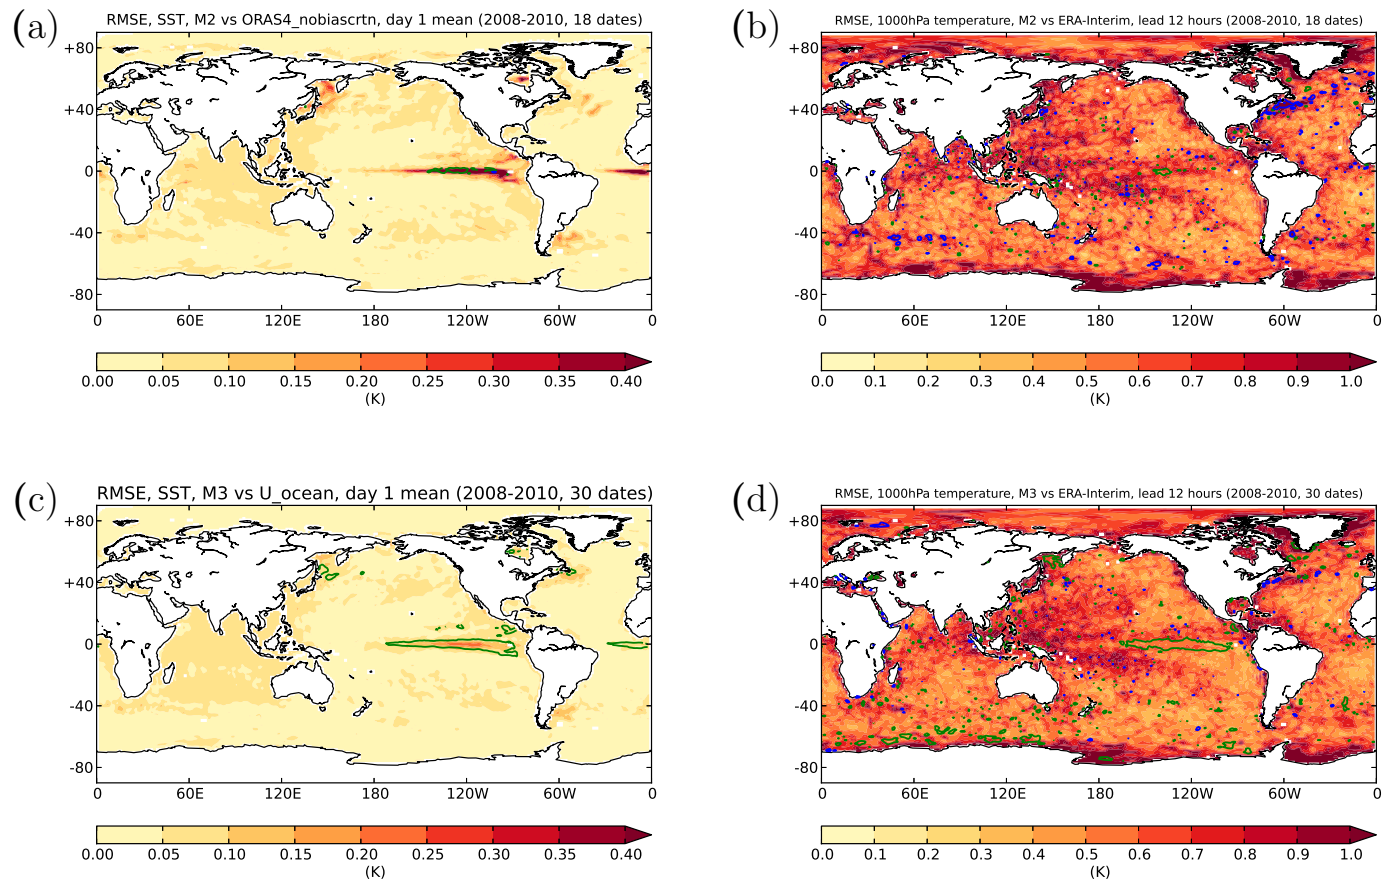 (a)
RMSE, SST, M2 vs ORAS4_nobiascrtn, day 1 mean (2008-2010, 18 dates)
+80
+40
0
-40
-80
0 60E 120E 180 120W 60W 0
0.00 0.05 0.10 0.15 0.20 0.25 0.30 0.35 0.40
(K)
(b)
RMSE, 1000hPa temperature, M2 vs ERA-Interim, lead 12 hours (2008-2010, 18 dates)
+80
+40
0
-40
-80
0 60E 120E 180 120W 60W 0
0.0 0.1 0.2 0.3 0.4 0.5 0.6 0.7 0.8 0.9 1.0
(K)
(c)
RMSE, SST, M3 vs U_ocean, day 1 mean (2008-2010, 30 dates)
+80
+40
0
-40
-80
0 60E 120E 180 120W 60W 0
0.00 0.05 0.10 0.15 0.20 0.25 0.30 0.35 0.40
(K)
(d)
RMSE, 1000hPa temperature, M3 vs ERA-Interim, lead 12 hours (2008-2010, 30 dates)
+80
+40
0
-40
-80
0 60E 120E 180 120W 60W 0
0.0 0.1 0.2 0.3 0.4 0.5 0.6 0.7 0.8 0.9 1.0
(K)